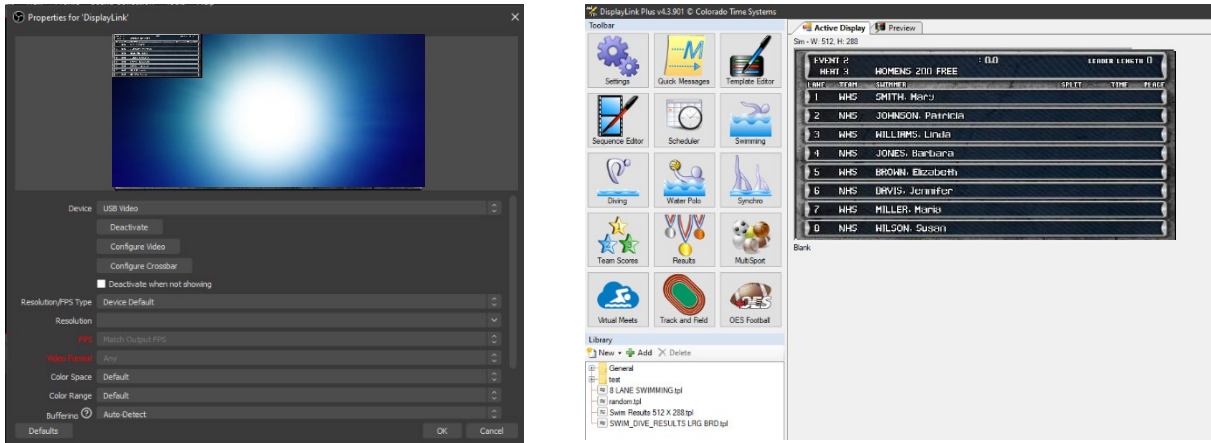 Properties for 'DisplayLink'
Device USB Video
Deactivate
Configure Video
Configure Crossbar
Deactivate when not showing
Resolution/FPS Type Device Default
Resolution
FPS Match Output FPS
Video Format Any
Color Space Default
Color Range Default
Buffering ? Auto-Detect
Defaults OK Cancel
DisplayLink Plus v4.3.901 © Colorado Time Systems
Toolbar
Settings Quick Messages Template Editor
Sequence Editor Scheduler Swimming
Diving Water Polo Synchro
Team Scores Results MultiSport
Virtual Meets Track and Field OES Football
Library
New Add Delete
General
test
8 LANE SWIMMING.tpl
random.tpl
Swim Results 512 X 288.tpl
SWIM_DIVE_RESULTS LRG BRD.tpl
Active Display Preview
Sim - W: 512, H: 288
EVENT 2 : 0.0 LEADER LENGTH 0
HEAT 3 WOMENS 200 FREE
LANE TEAM SWIMMER SPLIT TIME PLACE
1 WHS SMITH, Mary
2 NHS JOHNSON, Patricia
3 WHS WILLIAMS, Linda
4 NHS JONES, Barbara
5 WHS BROWN, Elizabeth
6 NHS DAVIS, Jennifer
7 WHS MILLER, Maria
8 NHS WILSON, Susan
Blank